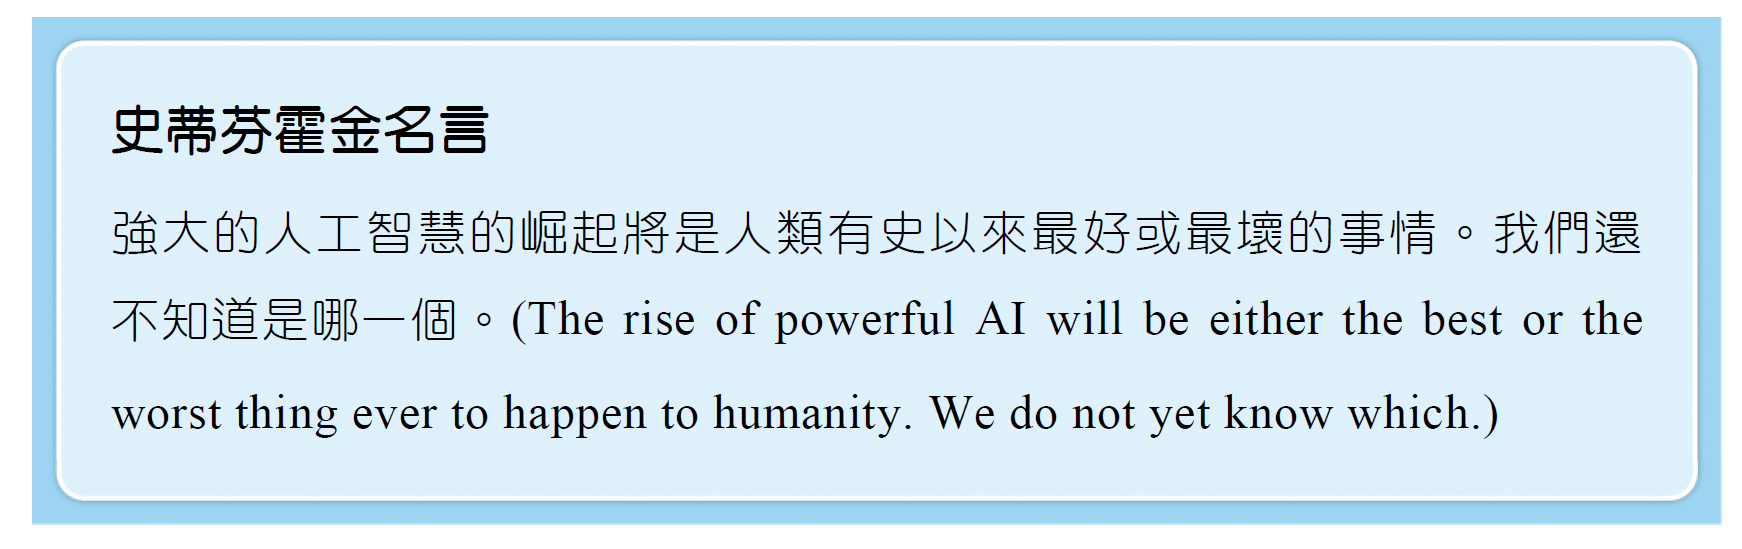 史蒂芬霍金名言
強大的人工智慧的崛起將是人類有史以來最好或最壞的事情。我們還
不知道是哪一個。(The rise of powerful AI will be either the best or the
worst thing ever to happen to humanity. We do not yet know which.)